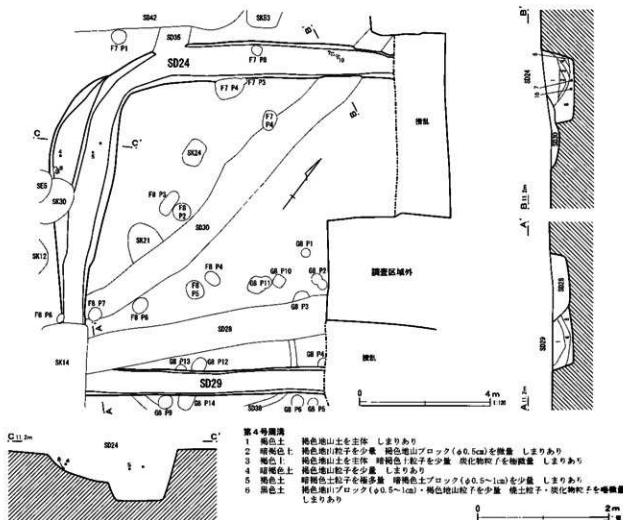 SD42
SK53
SD35
F7 P1
F7 P8
SD24
F7 P3
F7 P4
F7 P4
B'
B
C
C'
SE5
SK30
SK24
F8 P3
F8 P2
SK21
SD30
SK12
撹乱
G8 P1
G8 P2
G8 P10
G8 P11
F8 P4
F8 P5
G8 P3
調査区域外
F8 P6
F8 P7
F8 P6
A'
SD28
SK14
G8 P13
G8 P12
G8 P4
撹乱
SD29
A
G8 P9
G8 P14
SD38
G8 P6
G8 P5
0 4m
1:120
B'
SD24
SD30
B 11.2m
A'
SD28
SD29
A 11.2m
C 11.2m
SD24
C'
第4号周溝
1 褐色土 褐色地山土を主体 しまりあり
2 暗褐色土 褐色地山粒子を少量 褐色地山ブロック(φ0.5cm)を微量 しまりあり
3 褐色土 褐色地山土を主体 暗褐色土粒子を少量 炭化物粒子を極微量 しまりあり
4 暗褐色土 褐色地山粒子を少量 しまりあり
5 褐色土 暗褐色土粒子を極多量 暗褐色土ブロック(φ0.5～1cm)を少量 しまりあり
6 黒色土 褐色地山ブロック(φ0.5～1cm)・褐色地山粒子を少量 焼土粒子・炭化物粒子を極微量
しまりあり
0 2m